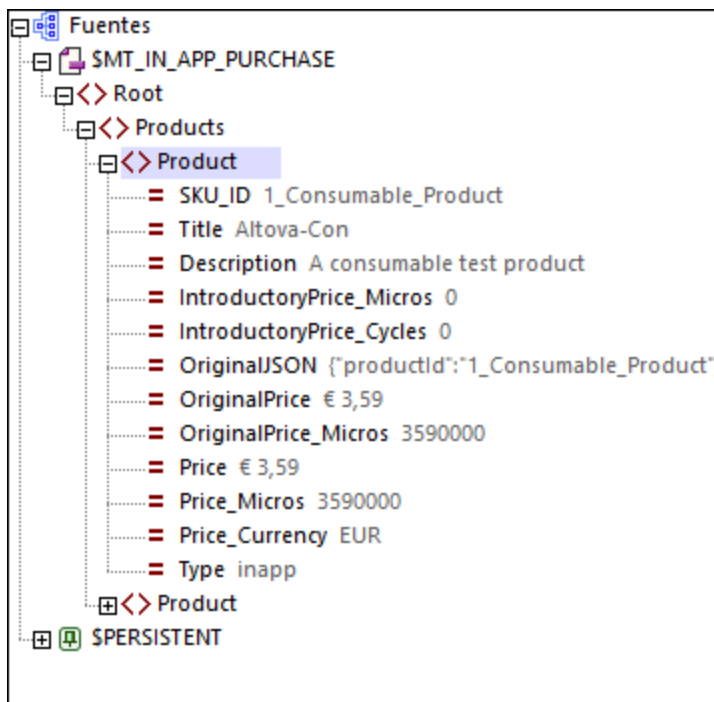 Fuentes
$MT_IN_APP_PURCHASE
Root
Products
Product
SKU_ID 1_Consumable_Product
Title Altova-Con
Description A consumable test product
IntroductoryPrice_Micros 0
IntroductoryPrice_Cycles 0
OriginalJSON {"productId":"1_Consumable_Product"
OriginalPrice € 3,59
OriginalPrice_Micros 3590000
Price € 3,59
Price_Micros 3590000
Price_Currency EUR
Type inapp
Product
$PERSISTENT